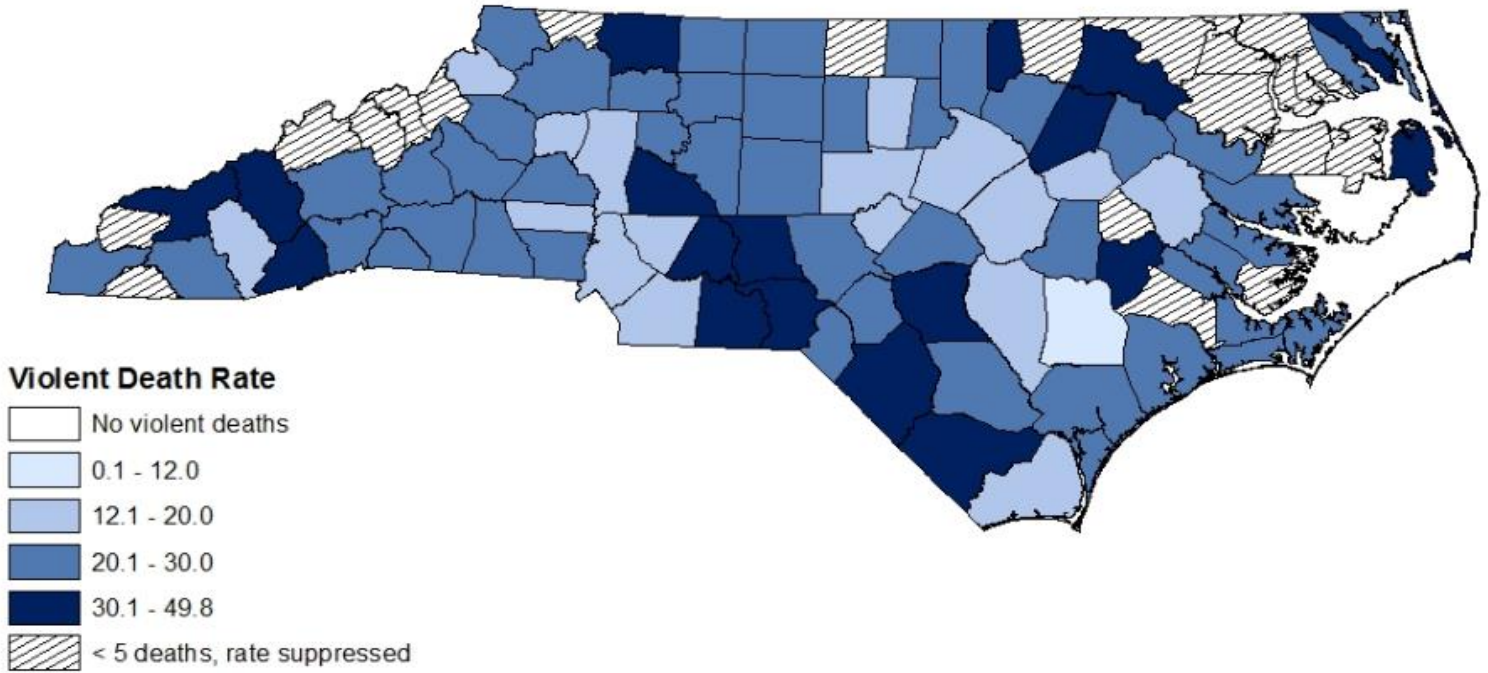 Violent Death Rate
No violent deaths
0.1 - 12.0
12.1 - 20.0
20.1 - 30.0
30.1 - 49.8
< 5 deaths, rate suppressed